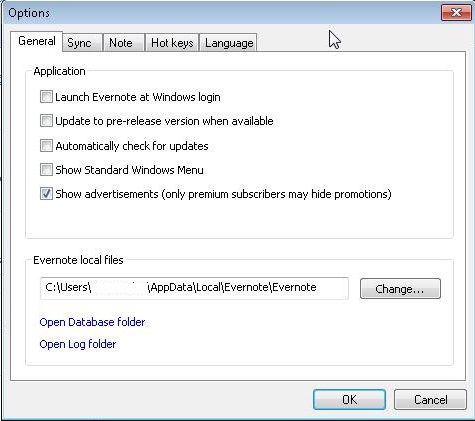 Options
General Sync Note Hot keys Language
Application
Launch Evernote at Windows login
Update to pre-release version when available
Automatically check for updates
Show Standard Windows Menu
Show advertisements (only premium subscribers may hide promotions)
Evernote local files
C:\Users\ \AppData\Local\Evernote\Evernote
Change...
Open Database folder
Open Log folder
OK Cancel